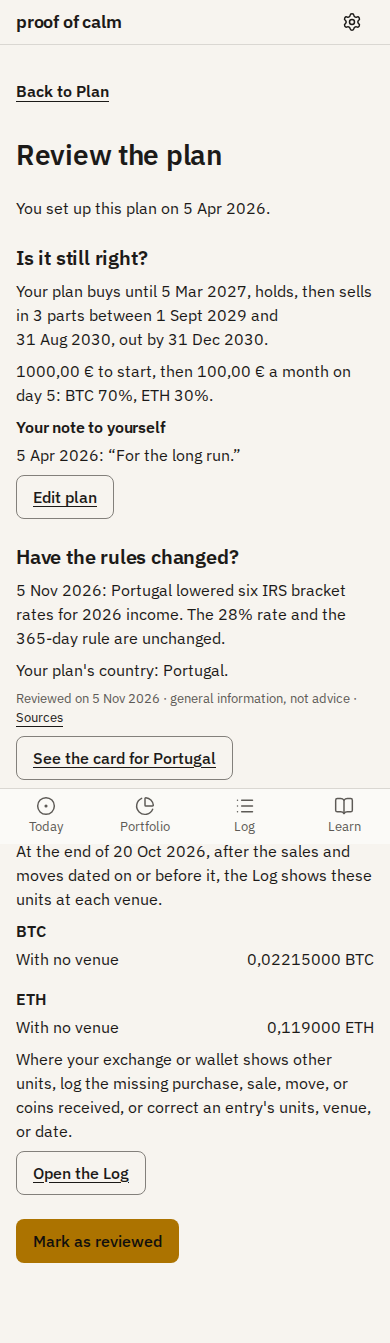 proof of calm
Back to Plan
Review the plan
You set up this plan on 5 Apr 2026.
Is it still right?
Your plan buys until 5 Mar 2027, holds, then sells
in 3 parts between 1 Sept 2029 and
31 Aug 2030, out by 31 Dec 2030.
1000,00 € to start, then 100,00 € a month on
day 5: BTC 70%, ETH 30%.
Your note to yourself
5 Apr 2026: “For the long run.”
Edit plan
Have the rules changed?
5 Nov 2026: Portugal lowered six IRS bracket
rates for 2026 income. The 28% rate and the
365-day rule are unchanged.
Your plan's country: Portugal.
Reviewed on 5 Nov 2026 · general information, not advice ·
Sources
See the card for Portugal
Today
Portfolio
Log
Learn
At the end of 20 Oct 2026, after the sales and
moves dated on or before it, the Log shows these
units at each venue.
BTC
With no venue 0,02215000 BTC
ETH
With no venue 0,119000 ETH
Where your exchange or wallet shows other
units, log the missing purchase, sale, move, or
coins received, or correct an entry's units, venue,
or date.
Open the Log
Mark as reviewed